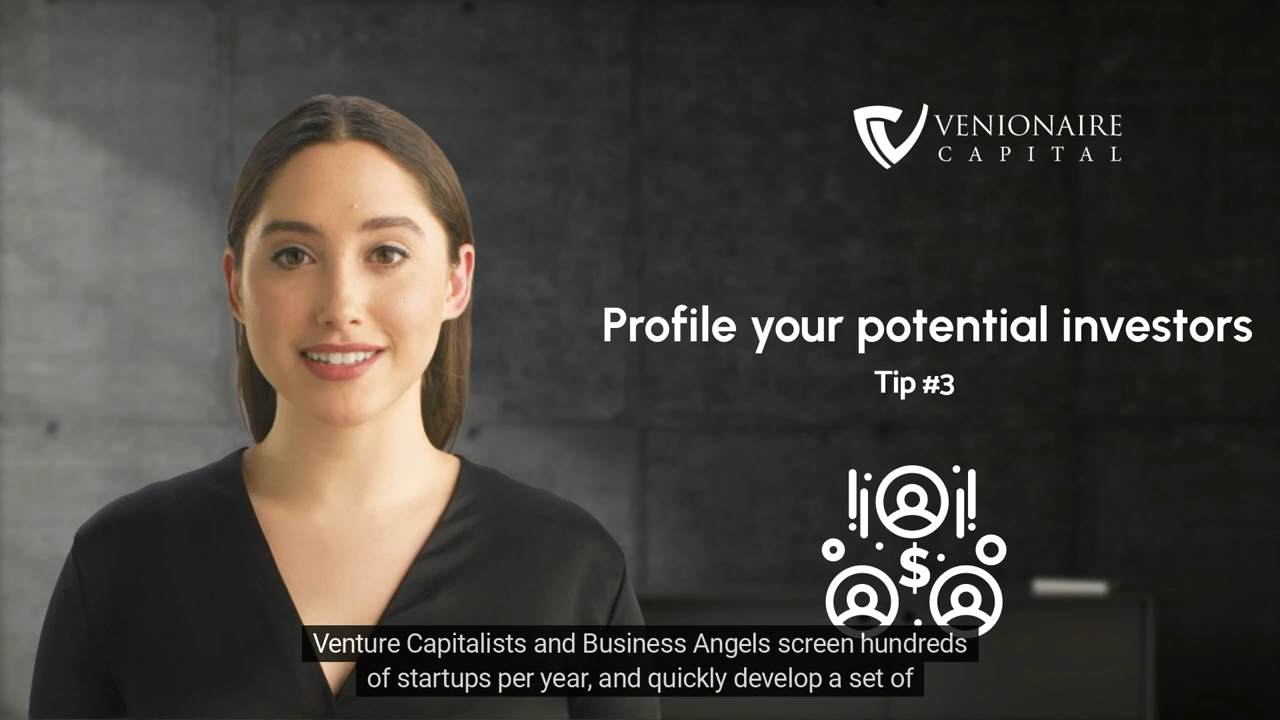 VENIONAIRE
CAPITAL
Profile your potential investors
Tip #3
$
Venture Capitalists and Business Angels screen hundreds
of startups per year, and quickly develop a set of